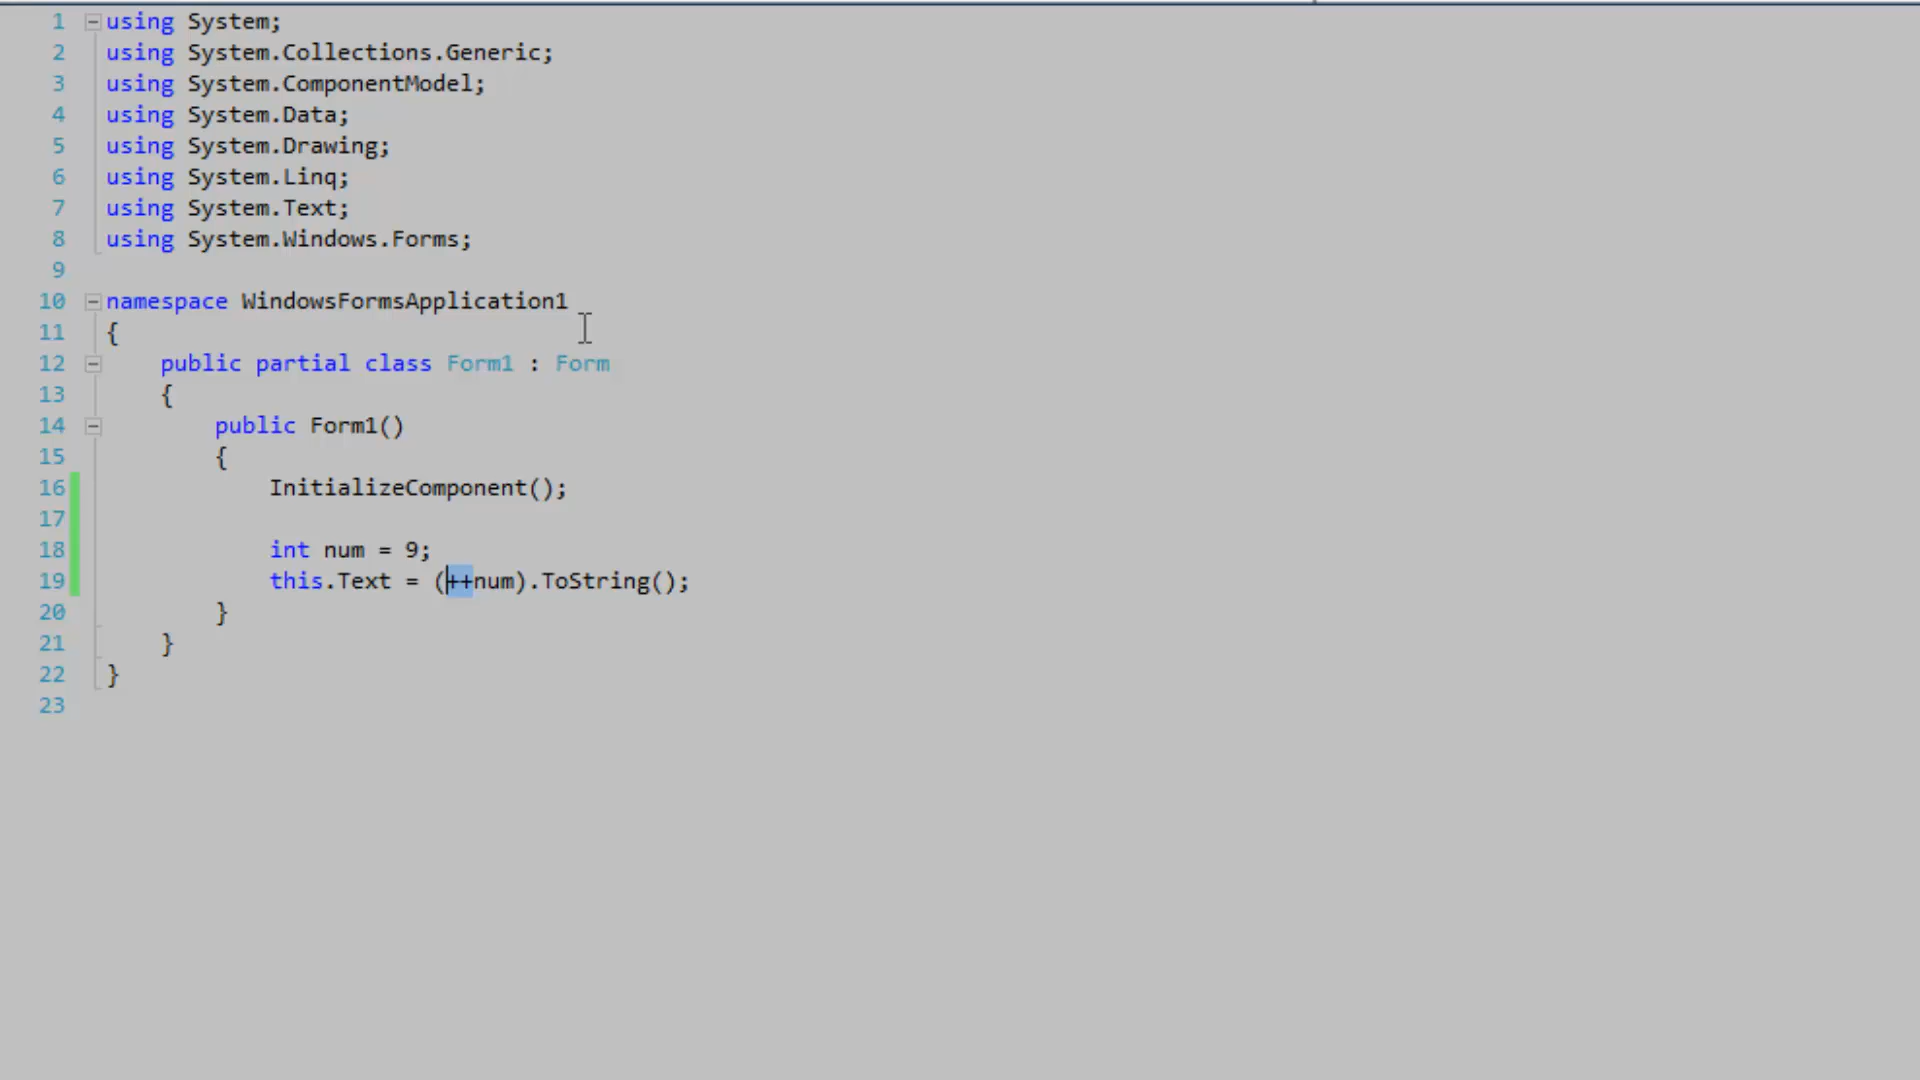 1 using System;
2 using System.Collections.Generic;
3 using System.ComponentModel;
4 using System.Data;
5 using System.Drawing;
6 using System.Linq;
7 using System.Text;
8 using System.Windows.Forms;
9
10 namespace WindowsFormsApplication1
11 {
12 public partial class Form1 : Form
13 {
14 public Form1()
15 {
16 InitializeComponent();
17
18 int num = 9;
19 this.Text = (++num).ToString();
20 }
21 }
22 }
23